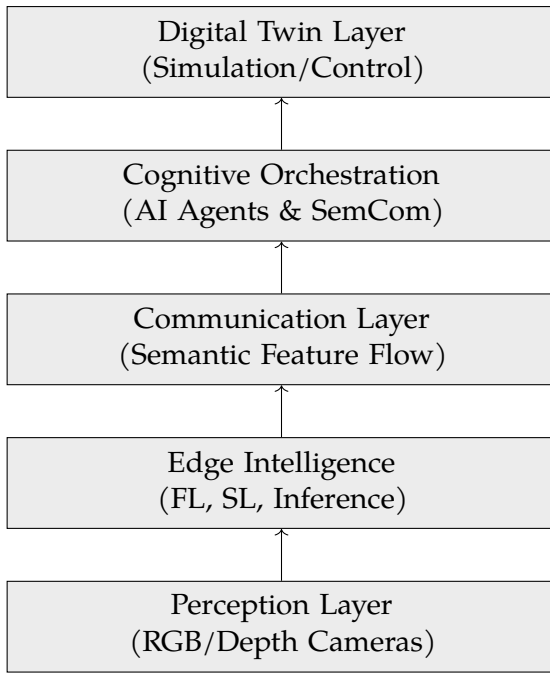 Digital Twin Layer
(Simulation/Control)
Cognitive Orchestration
(AI Agents & SemCom)
Communication Layer
(Semantic Feature Flow)
Edge Intelligence
(FL, SL, Inference)
Perception Layer
(RGB/Depth Cameras)